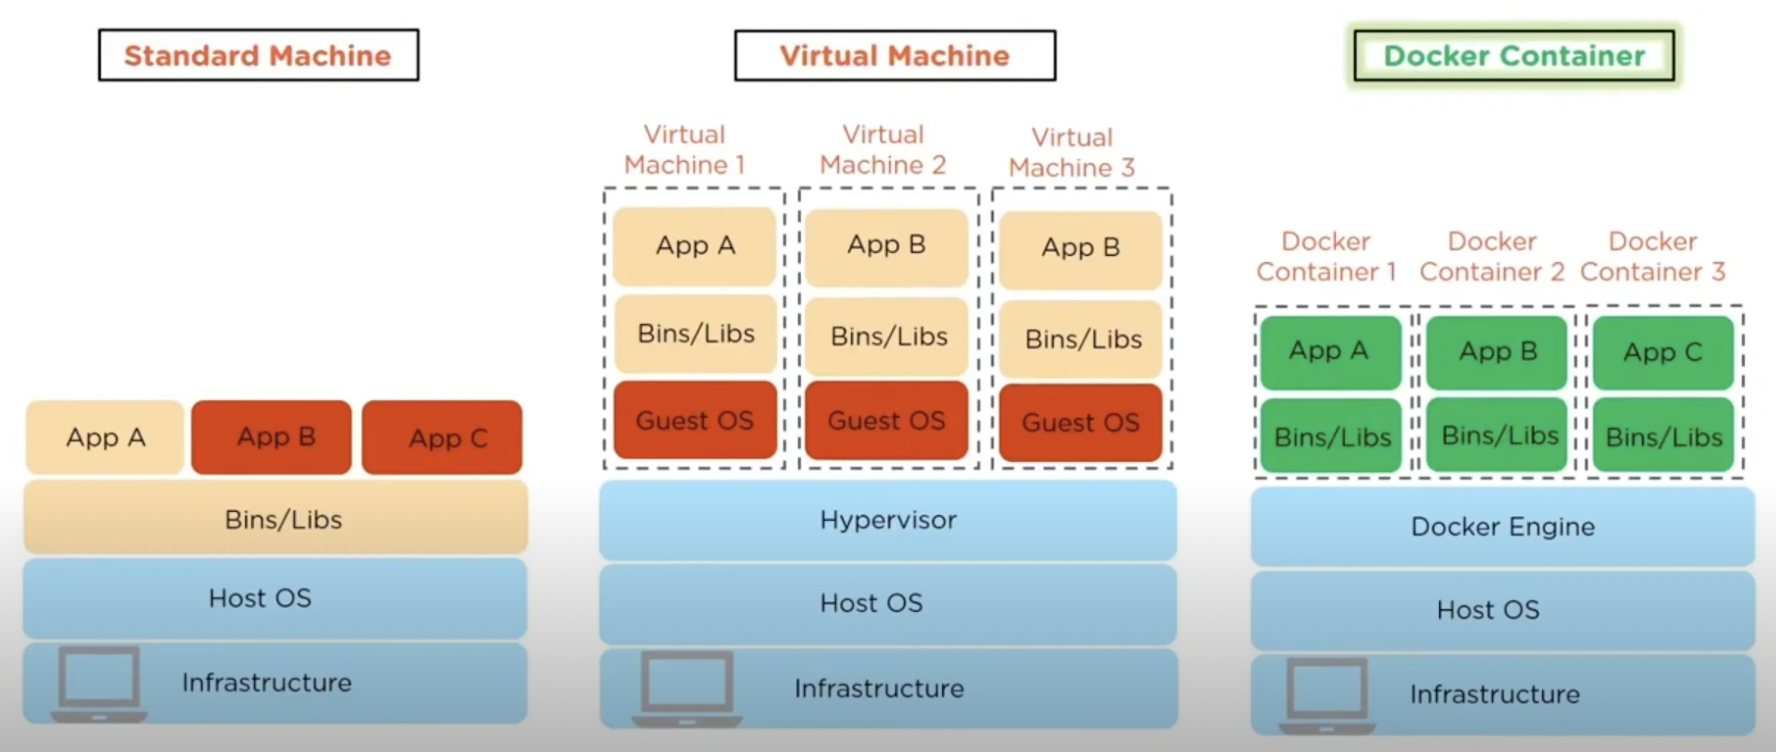 Standard Machine
Virtual Machine
Docker Container
App A
App B
App C
Bins/Libs
Host OS
Infrastructure
Virtual
Machine 1
Virtual
Machine 2
Virtual
Machine 3
App A
App B
App B
Bins/Libs
Bins/Libs
Bins/Libs
Guest OS
Guest OS
Guest OS
Hypervisor
Host OS
Infrastructure
Docker
Container 1
Docker
Container 2
Docker
Container 3
App A
App B
App C
Bins/Libs
Bins/Libs
Bins/Libs
Docker Engine
Host OS
Infrastructure